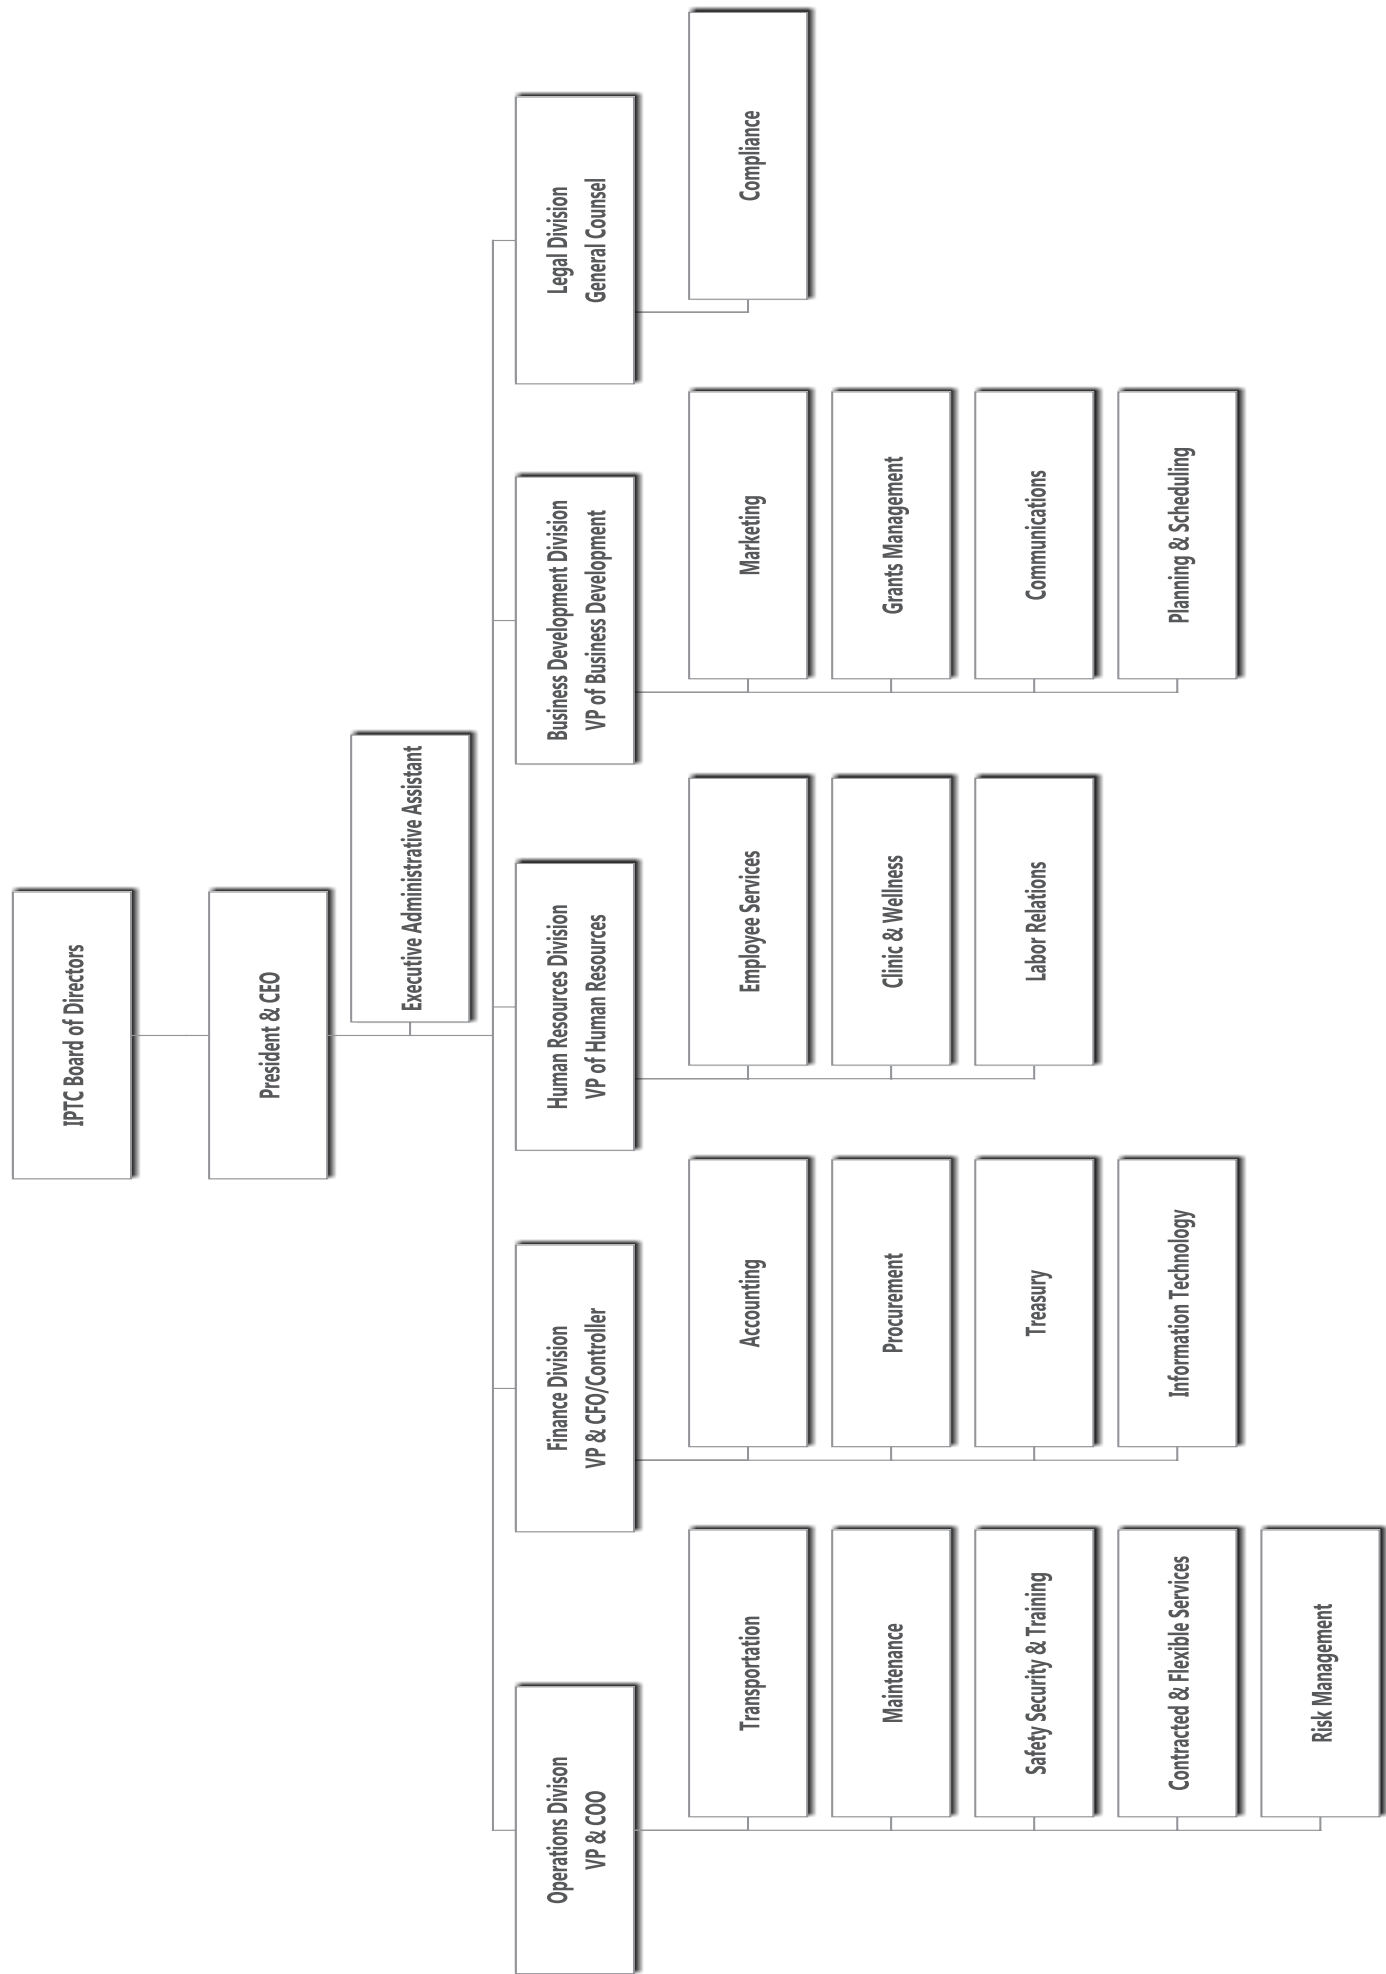 IPTC Board of Directors
President & CEO
Executive Administrative Assistant
Operations Divison
VP & COO
Transportation
Maintenance
Safety Security & Training
Contracted & Flexible Services
Risk Management
Finance Division
VP & CFO/Controller
Accounting
Procurement
Treasury
Information Technology
Human Resources Division
VP of Human Resources
Employee Services
Clinic & Wellness
Labor Relations
Business Development Division
VP of Business Development
Marketing
Grants Management
Communications
Planning & Scheduling
Legal Division
General Counsel
Compliance